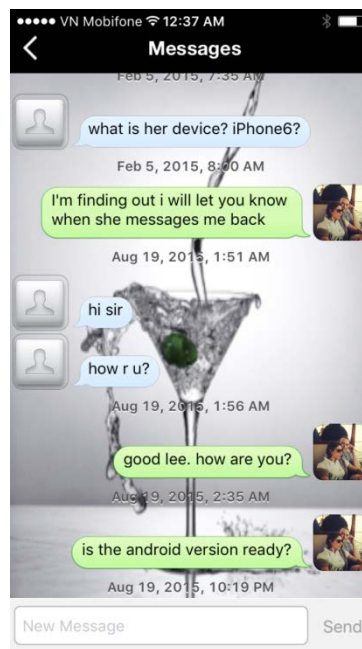 VN Mobifone 12:37 AM
Messages
Feb 5, 2015, 7:35 AM
what is her device? iPhone6?
Feb 5, 2015, 8:00 AM
I'm finding out i will let you know
when she messages me back
Aug 19, 2015, 1:51 AM
hi sir
how r u?
Aug 19, 2015, 1:56 AM
good lee. how are you?
Aug 19, 2015, 2:35 AM
is the android version ready?
Aug 19, 2015, 10:19 PM
New Message
Send